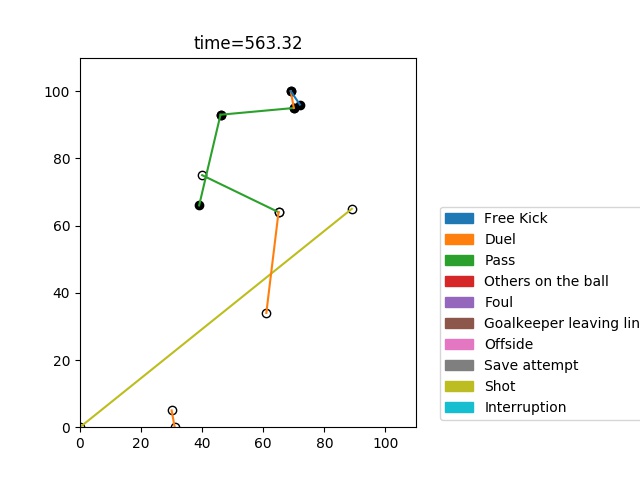 time=563.32
100
80
60
40
20
0
0 20 40 60 80 100
Free Kick
Duel
Pass
Others on the ball
Foul
Goalkeeper leaving lin
Offside
Save attempt
Shot
Interruption